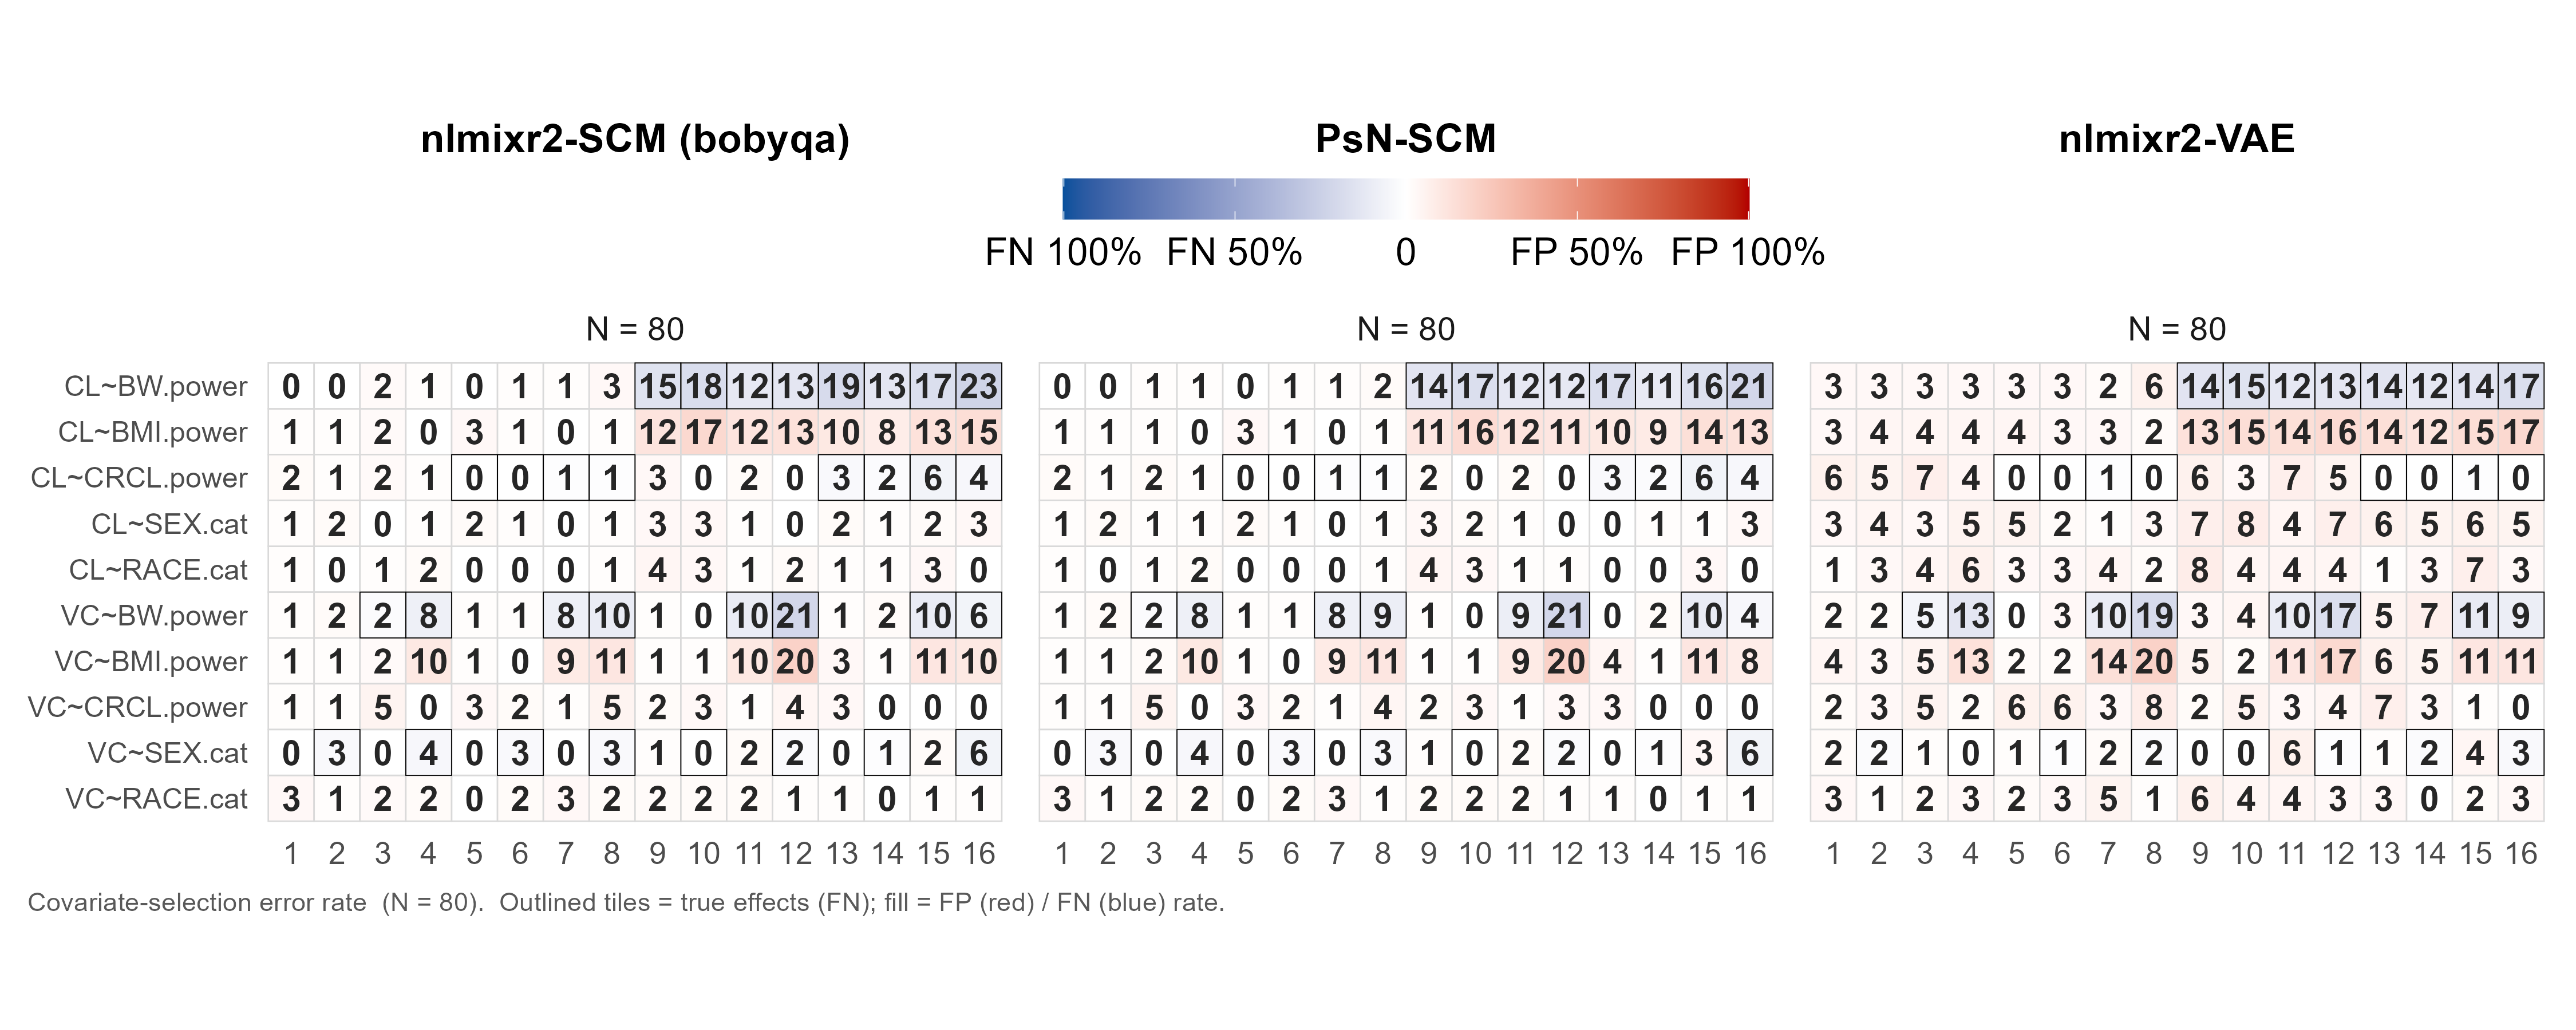 nlmixr2-SCM (bobyqa) PsN-SCM nlmixr2-VAE
FN 100% FN 50% 0 FP 50% FP 100%
N = 80 N = 80 N = 80
CL~BW.power 0 0 2 1 0 1 1 3 15 18 12 13 19 13 17 23 0 0 1 1 0 1 1 2 14 17 12 12 17 11 16 21 3 3 3 3 3 3 2 6 14 15 12 13 14 12 14 17
CL~BMI.power 1 1 2 0 3 1 0 1 12 17 12 13 10 8 13 15 1 1 1 0 3 1 0 1 11 16 12 11 10 9 14 13 3 4 4 4 4 3 3 2 13 15 14 16 14 12 15 17
CL~CRCL.power 2 1 2 1 0 0 1 1 3 0 2 0 3 2 6 4 2 1 2 1 0 0 1 1 2 0 2 0 3 2 6 4 6 5 7 4 0 0 1 0 6 3 7 5 0 0 1 0
CL~SEX.cat 1 2 0 1 2 1 0 1 3 3 1 0 2 1 2 3 1 2 1 1 2 1 0 1 3 2 1 0 0 1 1 3 3 4 3 5 5 2 1 3 7 8 4 7 6 5 6 5
CL~RACE.cat 1 0 1 2 0 0 0 1 4 3 1 2 1 1 3 0 1 0 1 2 0 0 0 1 4 3 1 1 0 0 3 0 1 3 4 6 3 3 4 2 8 4 4 4 1 3 7 3
VC~BW.power 1 2 2 8 1 1 8 10 1 0 10 21 1 2 10 6 1 2 2 8 1 1 8 9 1 0 9 21 0 2 10 4 2 2 5 13 0 3 10 19 3 4 10 17 5 7 11 9
VC~BMI.power 1 1 2 10 1 0 9 11 1 1 10 20 3 1 11 10 1 1 2 10 1 0 9 11 1 1 9 20 4 1 11 8 4 3 5 13 2 2 14 20 5 2 11 17 6 5 11 11
VC~CRCL.power 1 1 5 0 3 2 1 5 2 3 1 4 3 0 0 0 1 1 5 0 3 2 1 4 2 3 1 3 3 0 0 0 2 3 5 2 6 6 3 8 2 5 3 4 7 3 1 0
VC~SEX.cat 0 3 0 4 0 3 0 3 1 0 2 2 0 1 2 6 0 3 0 4 0 3 0 3 1 0 2 2 0 1 3 6 2 2 1 0 1 1 2 2 0 0 6 1 1 2 4 3
VC~RACE.cat 3 1 2 2 0 2 3 2 2 2 2 1 1 0 1 1 3 1 2 2 0 2 3 1 2 2 2 1 1 0 1 1 3 1 2 3 2 3 5 1 6 4 4 3 3 0 2 3
1 2 3 4 5 6 7 8 9 10 11 12 13 14 15 16 1 2 3 4 5 6 7 8 9 10 11 12 13 14 15 16 1 2 3 4 5 6 7 8 9 10 11 12 13 14 15 16
Covariate-selection error rate (N = 80). Outlined tiles = true effects (FN); fill = FP (red) / FN (blue) rate.